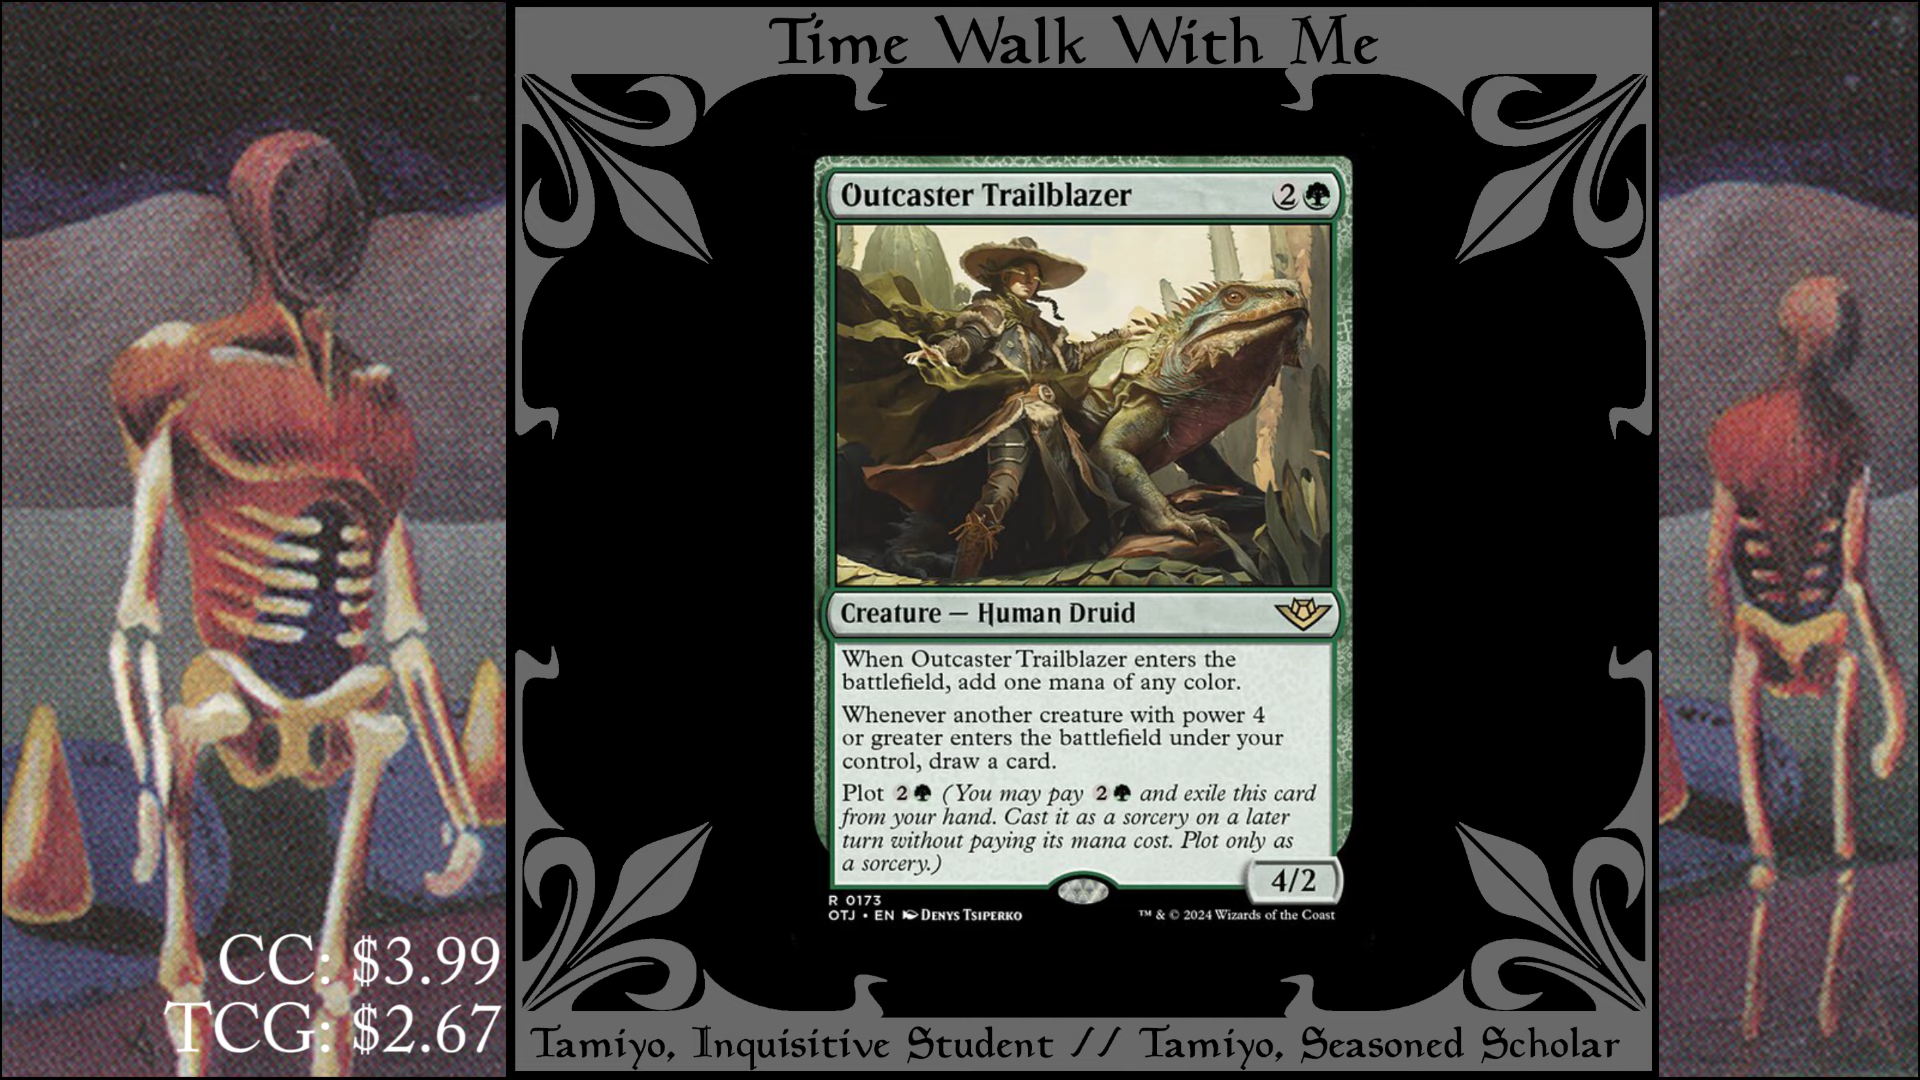 Time Walk With Me
Outcaster Trailblazer 2
Creature — Human Druid
When Outcaster Trailblazer enters the
battlefield, add one mana of any color.
Whenever another creature with power 4
or greater enters the battlefield under your
control, draw a card.
Plot 2 (You may pay 2 and exile this card
from your hand. Cast it as a sorcery on a later
turn without paying its mana cost. Plot only as
a sorcery.)
4/2
R 0173
OTJ • EN Denys Tsiperko
™ & © 2024 Wizards of the Coast
CC: $3.99
TCG: $2.67
Tamiyo, Inquisitive Student // Tamiyo, Seasoned Scholar